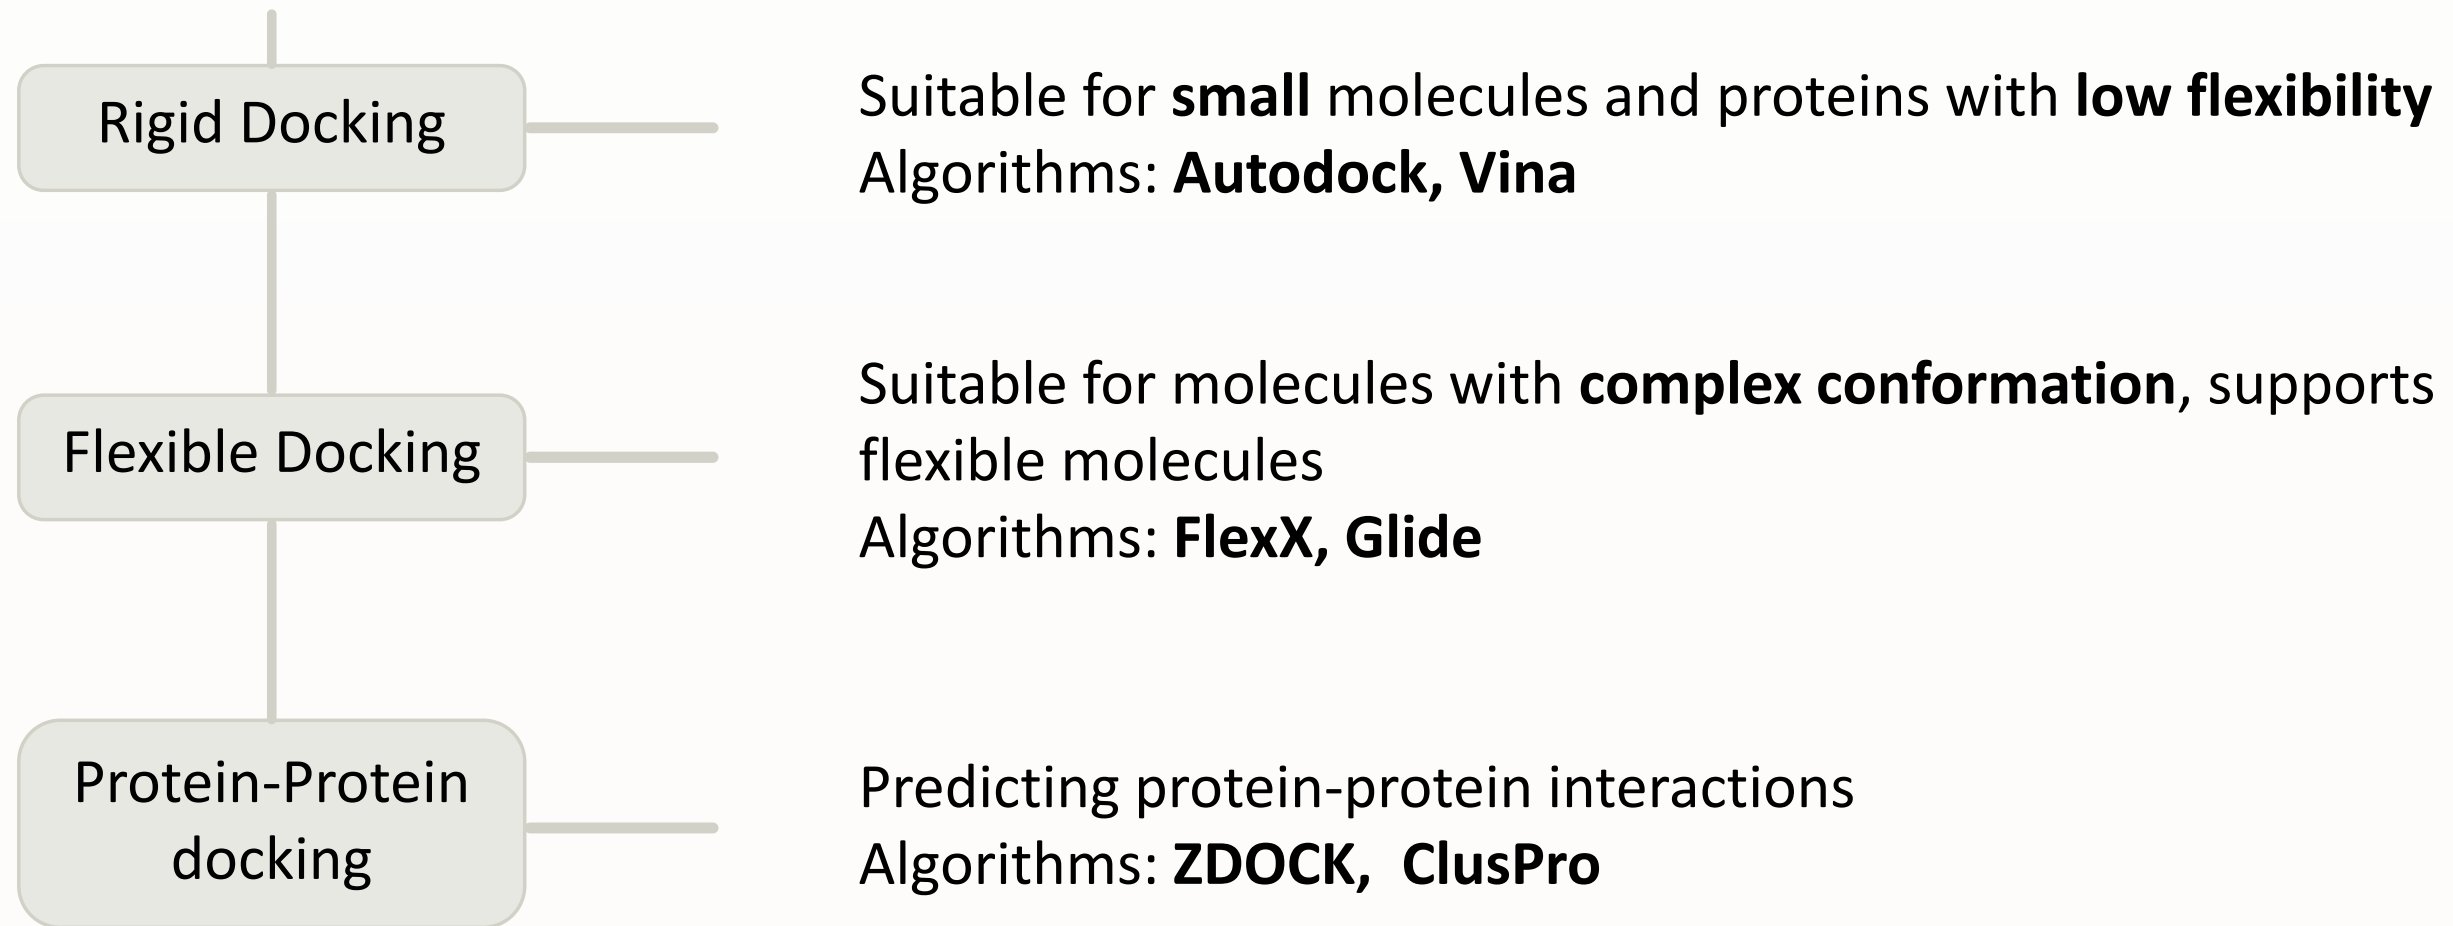 Rigid Docking
Suitable for small molecules and proteins with low flexibility
Algorithms: Autodock, Vina
Flexible Docking
Suitable for molecules with complex conformation, supports
flexible molecules
Algorithms: FlexX, Glide
Protein-Protein
docking
Predicting protein-protein interactions
Algorithms: ZDOCK,  ClusPro